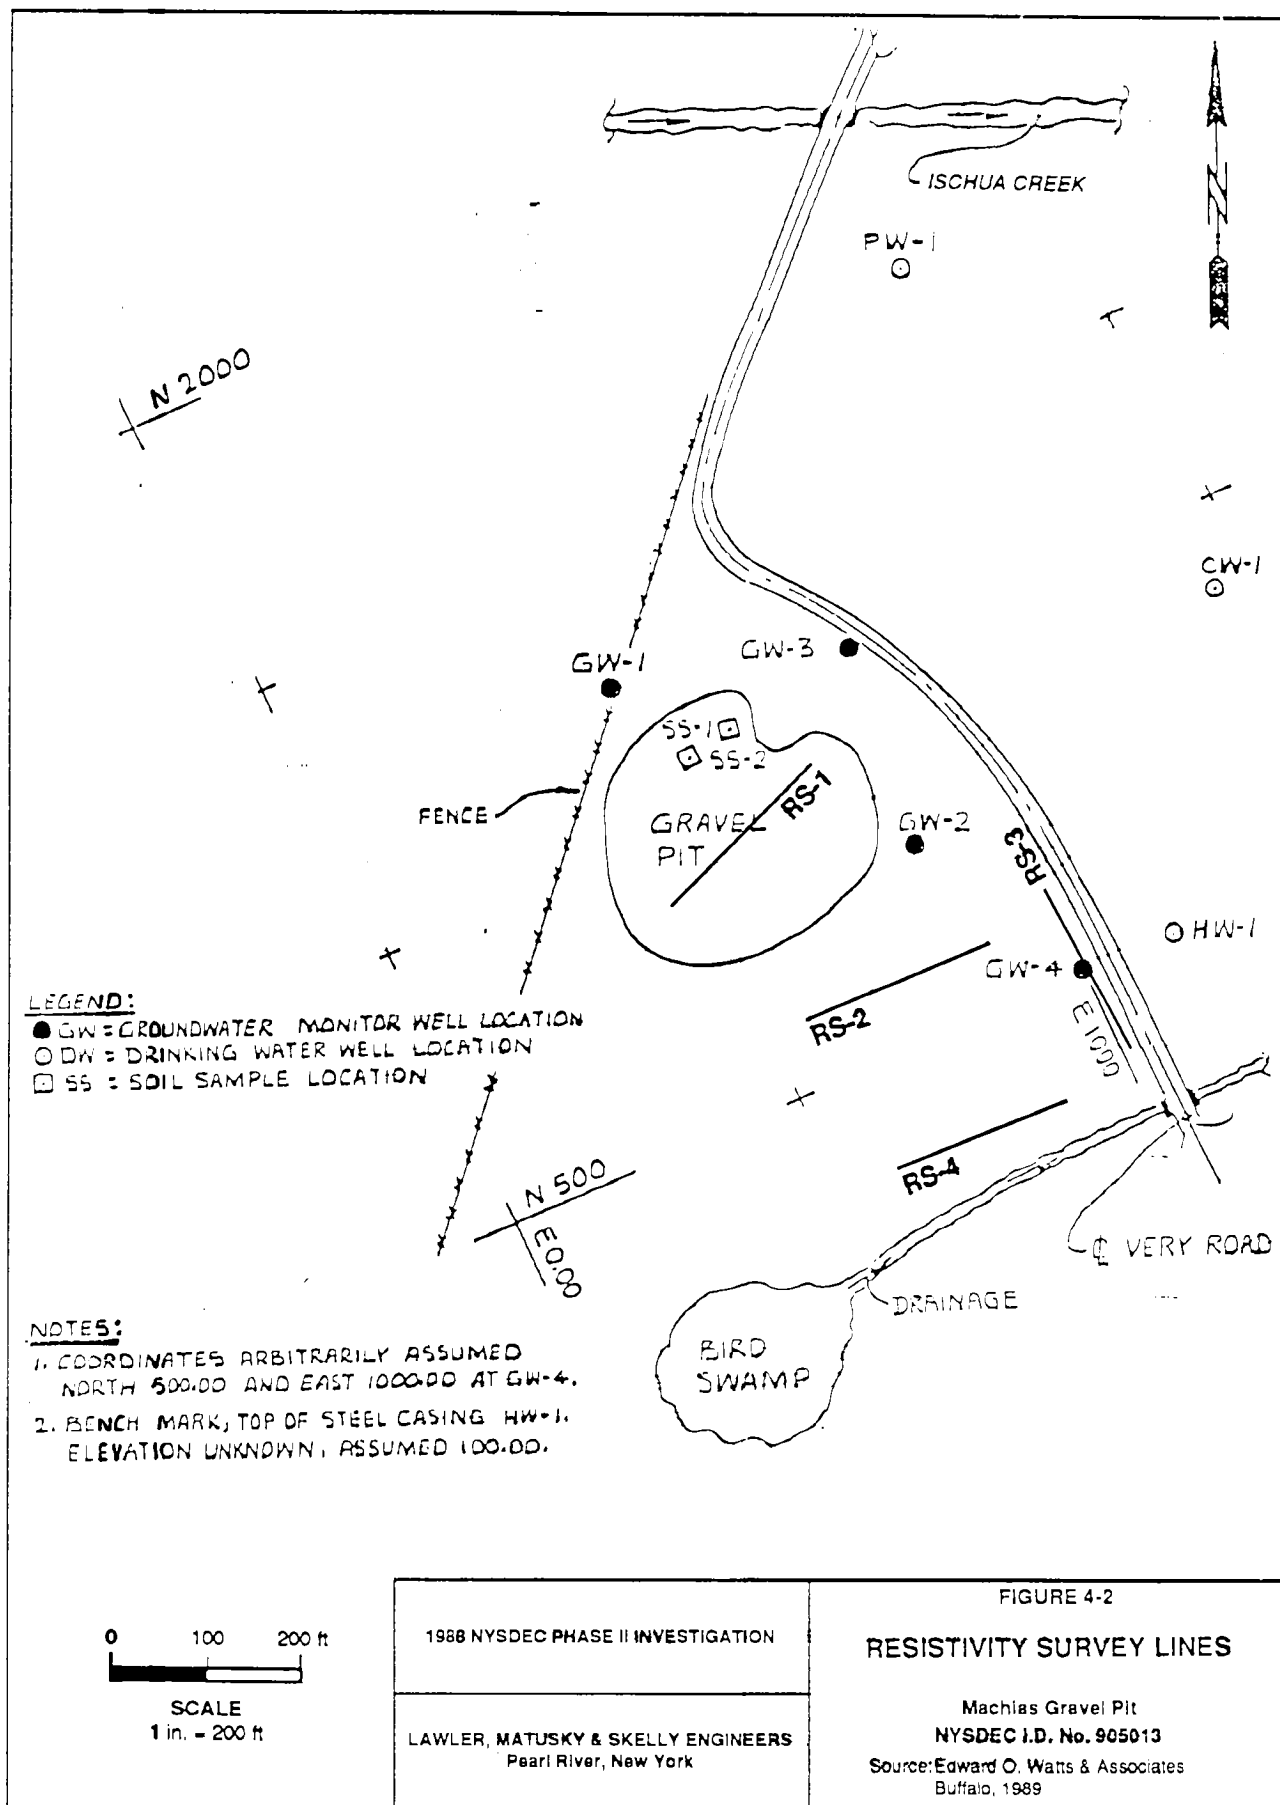 ISCHUA CREEK
N
PW-1
N 2000
CW-1
GW-3
GW-1
SS-1
SS-2
RS-1
FENCE
GRAVEL
PIT
GW-2
RS-3
HW-1
GW-4
RS-2
E 1000
LEGEND:
GW = GROUNDWATER MONITOR WELL LOCATION
DW = DRINKING WATER WELL LOCATION
SS = SOIL SAMPLE LOCATION
RS-4
N 500
E0.00
℄ VERY ROAD
DRAINAGE
BIRD
SWAMP
NOTES:
1. COORDINATES ARBITRARILY ASSUMED
NORTH 500.00 AND EAST 1000.00 AT GW-4.
2. BENCH MARK, TOP OF STEEL CASING HW-1.
ELEVATION UNKNOWN, ASSUMED 100.00.
0 100 200 ft
SCALE
1 in. = 200 ft
1988 NYSDEC PHASE II INVESTIGATION
LAWLER, MATUSKY & SKELLY ENGINEERS
Pearl River, New York
FIGURE 4-2
RESISTIVITY SURVEY LINES
Machias Gravel Pit
NYSDEC I.D. No. 905013
Source: Edward O. Watts & Associates
Buffalo, 1989